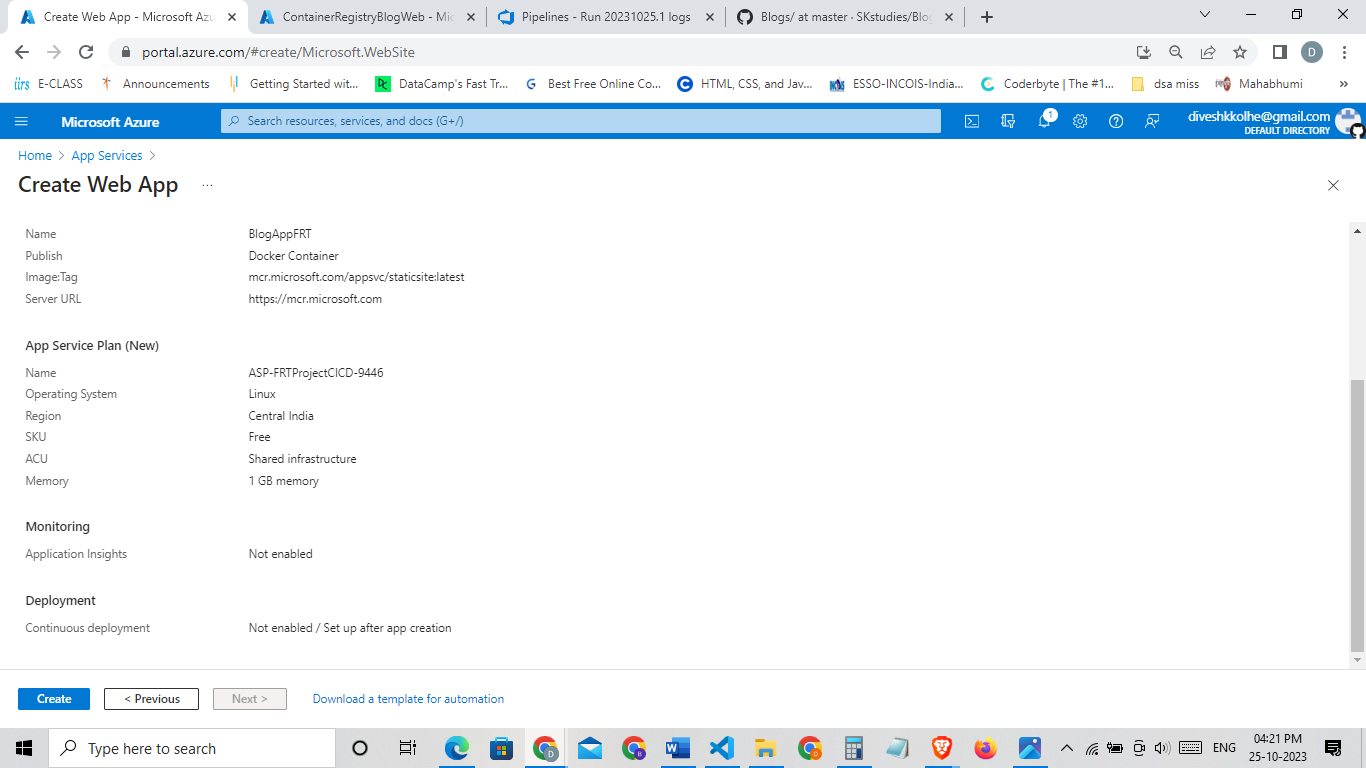 Create Web App - Microsoft Az
ContainerRegistryBlogWeb - Mic
Pipelines - Run 20231025.1 logs
Blogs/ at master · SKstudies/Blo
portal.azure.com/#create/Microsoft.WebSite
D
iirs E-CLASS
Announcements
Getting Started wit...
DC DataCamp's Fast Tr...
G Best Free Online Co...
C HTML, CSS, and Jav...
ESSO-INCOIS-India...
Coderbyte | The #1...
dsa miss
Mahabhumi
»
Microsoft Azure
Search resources, services, and docs (G+/)
1
diveshkkolhe@gmail.com
DEFAULT DIRECTORY
Home > App Services >
Create Web App ...
Name BlogAppFRT
Publish Docker Container
Image:Tag mcr.microsoft.com/appsvc/staticsite:latest
Server URL https://mcr.microsoft.com
App Service Plan (New)
Name ASP-FRTProjectCICD-9446
Operating System Linux
Region Central India
SKU Free
ACU Shared infrastructure
Memory 1 GB memory
Monitoring
Application Insights Not enabled
Deployment
Continuous deployment Not enabled / Set up after app creation
Create
< Previous
Next >
Download a template for automation
Type here to search
ENG
04:21 PM
25-10-2023